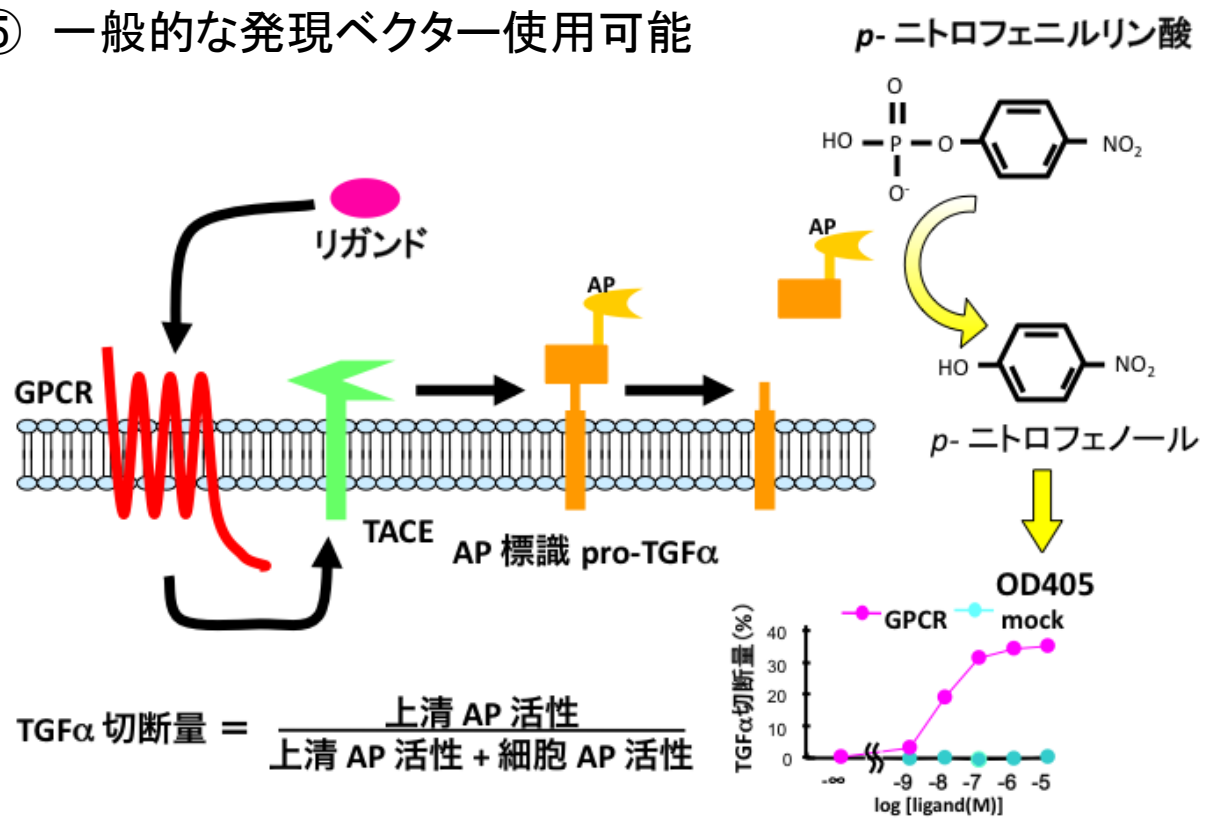 ⑤ 一般的な発現ベクター使用可能
p- ニトロフェニルリン酸
O
HO P O NO2
O-
リガンド
AP
AP
GPCR
HO NO2
p- ニトロフェノール
TACE
AP 標識 pro-TGFα
OD405
GPCR mock
TGFα切断量(%)
40
30
20
10
0
-∞ -9 -8 -7 -6 -5
log [ligand(M)]
TGFα 切断量 =
上清 AP 活性
上清 AP 活性 + 細胞 AP 活性